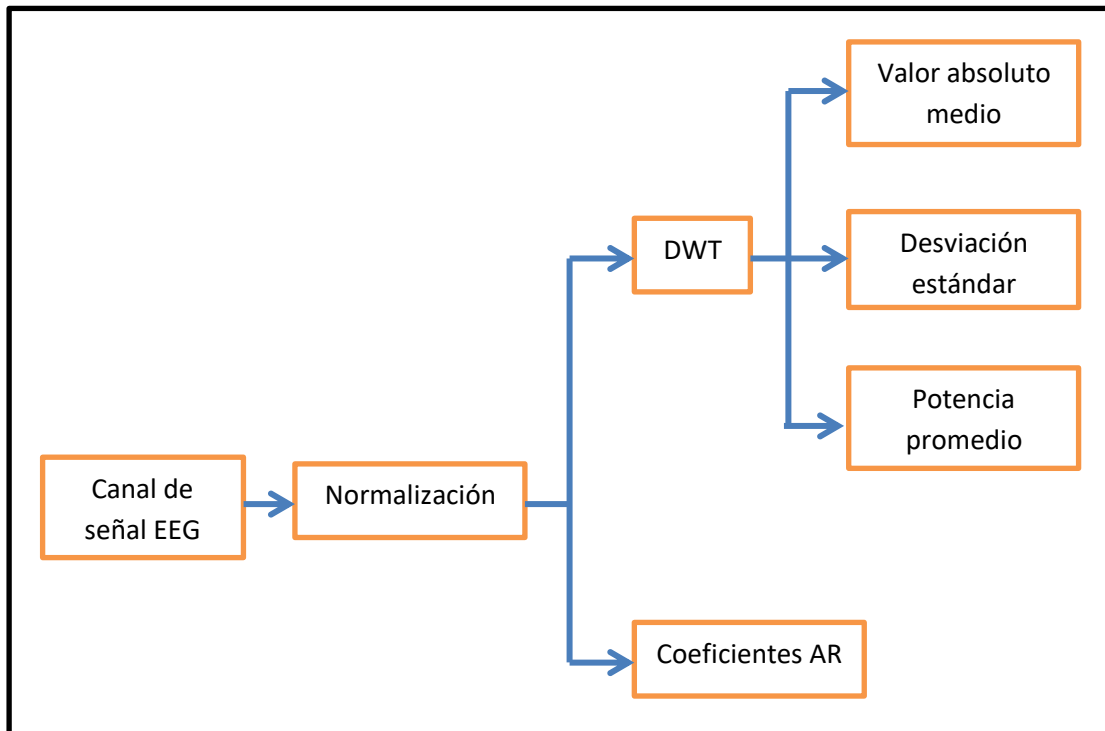 Valor absoluto
medio
DWT
Desviación
estándar
Potencia
promedio
Canal de
señal EEG
Normalización
Coeficientes AR